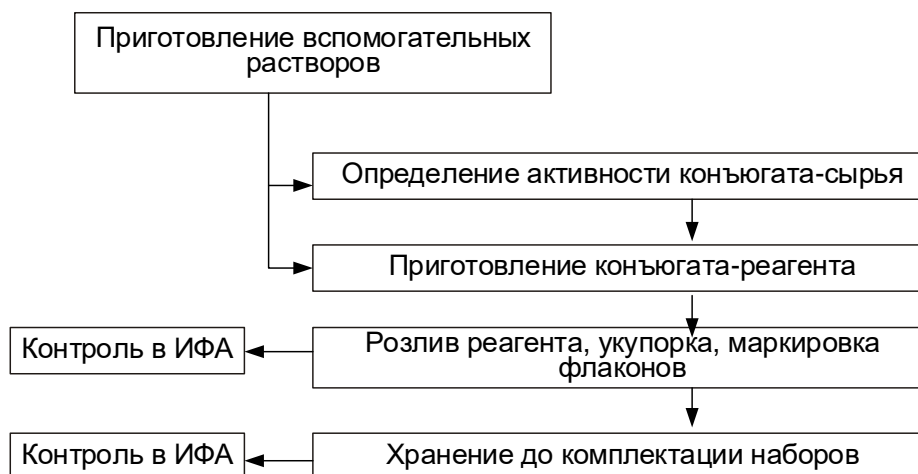 Приготовление вспомогательных
растворов
Определение активности конъюгата-сырья
Приготовление конъюгата-реагента
Контроль в ИФА
Розлив реагента, укупорка, маркировка
флаконов
Контроль в ИФА
Хранение до комплектации наборов